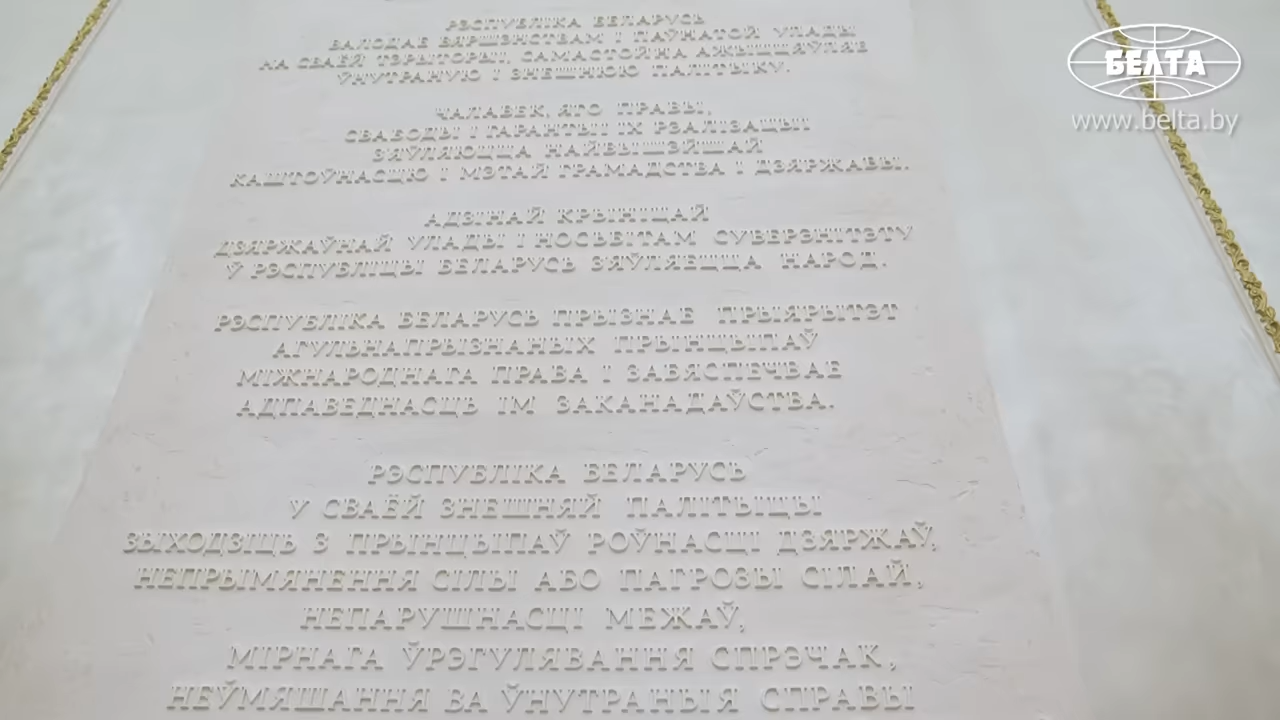 РЭСПУБЛІКА БЕЛАРУСЬ
ВАЛОДАЕ ВЯРШЭНСТВАМ І ПАЎНАТОЙ УЛАДЫ
НА СВАЁЙ ТЭРЫТОРЫІ, САМАСТОЙНА АЖЫЦЦЯЎЛЯЕ
ЎНУТРАНУЮ І ЗНЕШНЮЮ ПАЛІТЫКУ.
ЧАЛАВЕК, ЯГО ПРАВЫ,
СВАБОДЫ І ГАРАНТЫІ ІХ РЭАЛІЗАЦЫІ
ЗЯЎЛЯЮЦЦА НАЙВЫШЭЙШАЙ
КАШТОЎНАСЦЮ І МЭТАЙ ГРАМАДСТВА І ДЗЯРЖАВЫ.
АДЗІНАЙ КРЫНІЦАЙ
ДЗЯРЖАЎНАЙ УЛАДЫ І НОСЬБІТАМ СУВЕРЭНІТЭТУ
Ў РЭСПУБЛІЦЫ БЕЛАРУСЬ ЗЯЎЛЯЕЦЦА НАРОД.
РЭСПУБЛІКА БЕЛАРУСЬ ПРЫЗНАЕ ПРЫЯРЫТЭТ
АГУЛЬНАПРЫЗНАНЫХ ПРЫНЦЫПАЎ
МІЖНАРОДНАГА ПРАВА І ЗАБЯСПЕЧВАЕ
АДПАВЕДНАСЦЬ ІМ ЗАКАНАДАЎСТВА.
РЭСПУБЛІКА БЕЛАРУСЬ
У СВАЁЙ ЗНЕШНЯЙ ПАЛІТЫЦЫ
ЗЫХОДЗІЦЬ З ПРЫНЦЫПАЎ РОЎНАСЦІ ДЗЯРЖАЎ,
НЕПРЫМЯНЕННЯ СІЛЫ АБО ПАГРОЗЫ СІЛАЙ,
НЕПАРУШНАСЦІ МЕЖАЎ,
МІРНАГА ЎРЭГУЛЯВАННЯ СПРЭЧАК,
НЕЎМЯШАННЯ ВА ЎНУТРАНЫЯ СПРАВЫ
БЕЛТА
www.belta.by